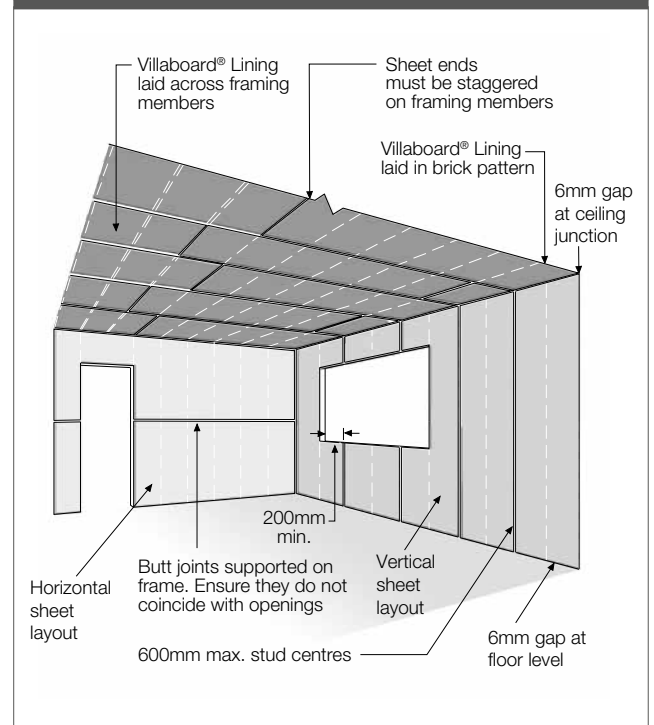 Villaboard® Lining
laid across framing
members
Sheet ends
must be staggered
on framing members
Villaboard® Lining
laid in brick pattern
6mm gap
at ceiling
junction
200mm
min.
Horizontal
sheet
layout
Butt joints supported on
frame. Ensure they do not
coincide with openings
Vertical
sheet
layout
600mm max. stud centres
6mm gap at
floor level